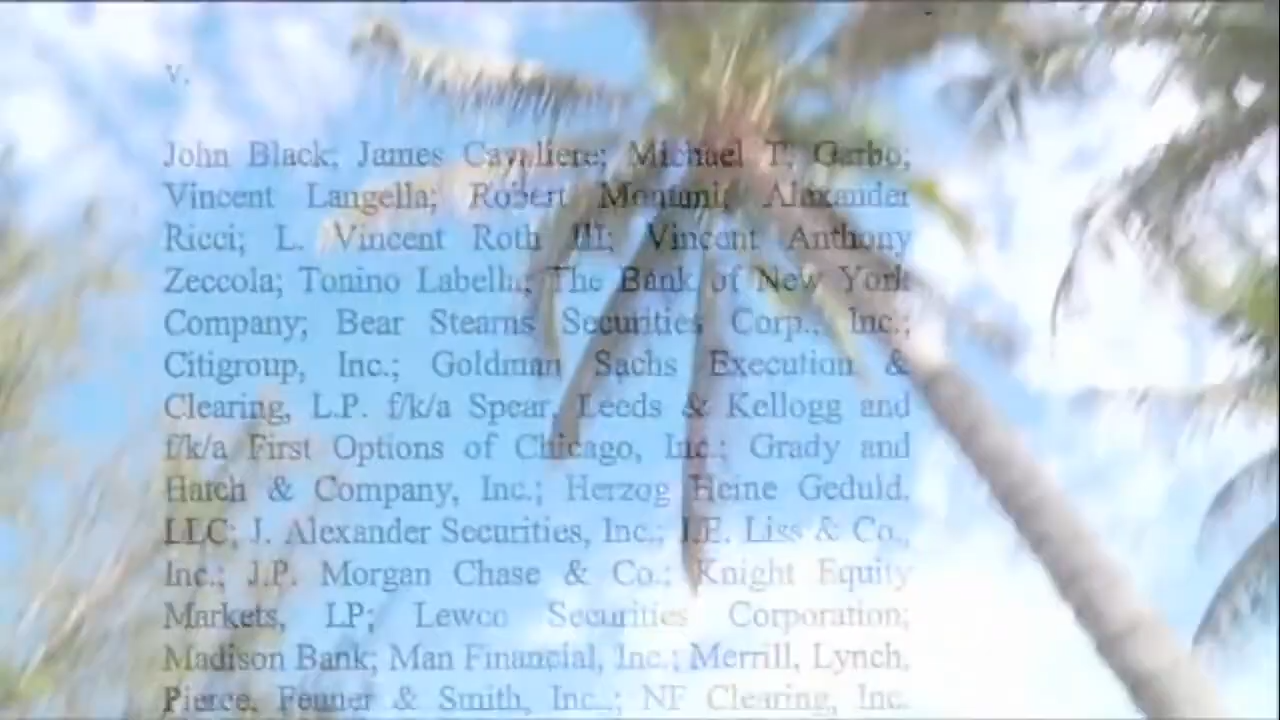 v.
John Black; James Cavaliere; Michael T. Garbo;
Vincent Langella; Robert Montani; Alexander
Ricci; L. Vincent Roth III; Vincent Anthony
Zeccola; Tonino Labella; The Bank of New York
Company; Bear Stearns Securities Corp., Inc.;
Citigroup, Inc.; Goldman Sachs Execution &
Clearing, L.P. f/k/a Spear, Leeds & Kellogg and
f/k/a First Options of Chicago, Inc.; Grady and
Hatch & Company, Inc.; Herzog Heine Geduld,
LLC; J. Alexander Securities, Inc.; J.E. Liss & Co.,
Inc.; J.P. Morgan Chase & Co.; Knight Equity
Markets, LP; Lewco Securities Corporation;
Madison Bank; Man Financial, Inc.; Merrill, Lynch,
Pierce, Fenner & Smith, Inc.,; NF Clearing, Inc.